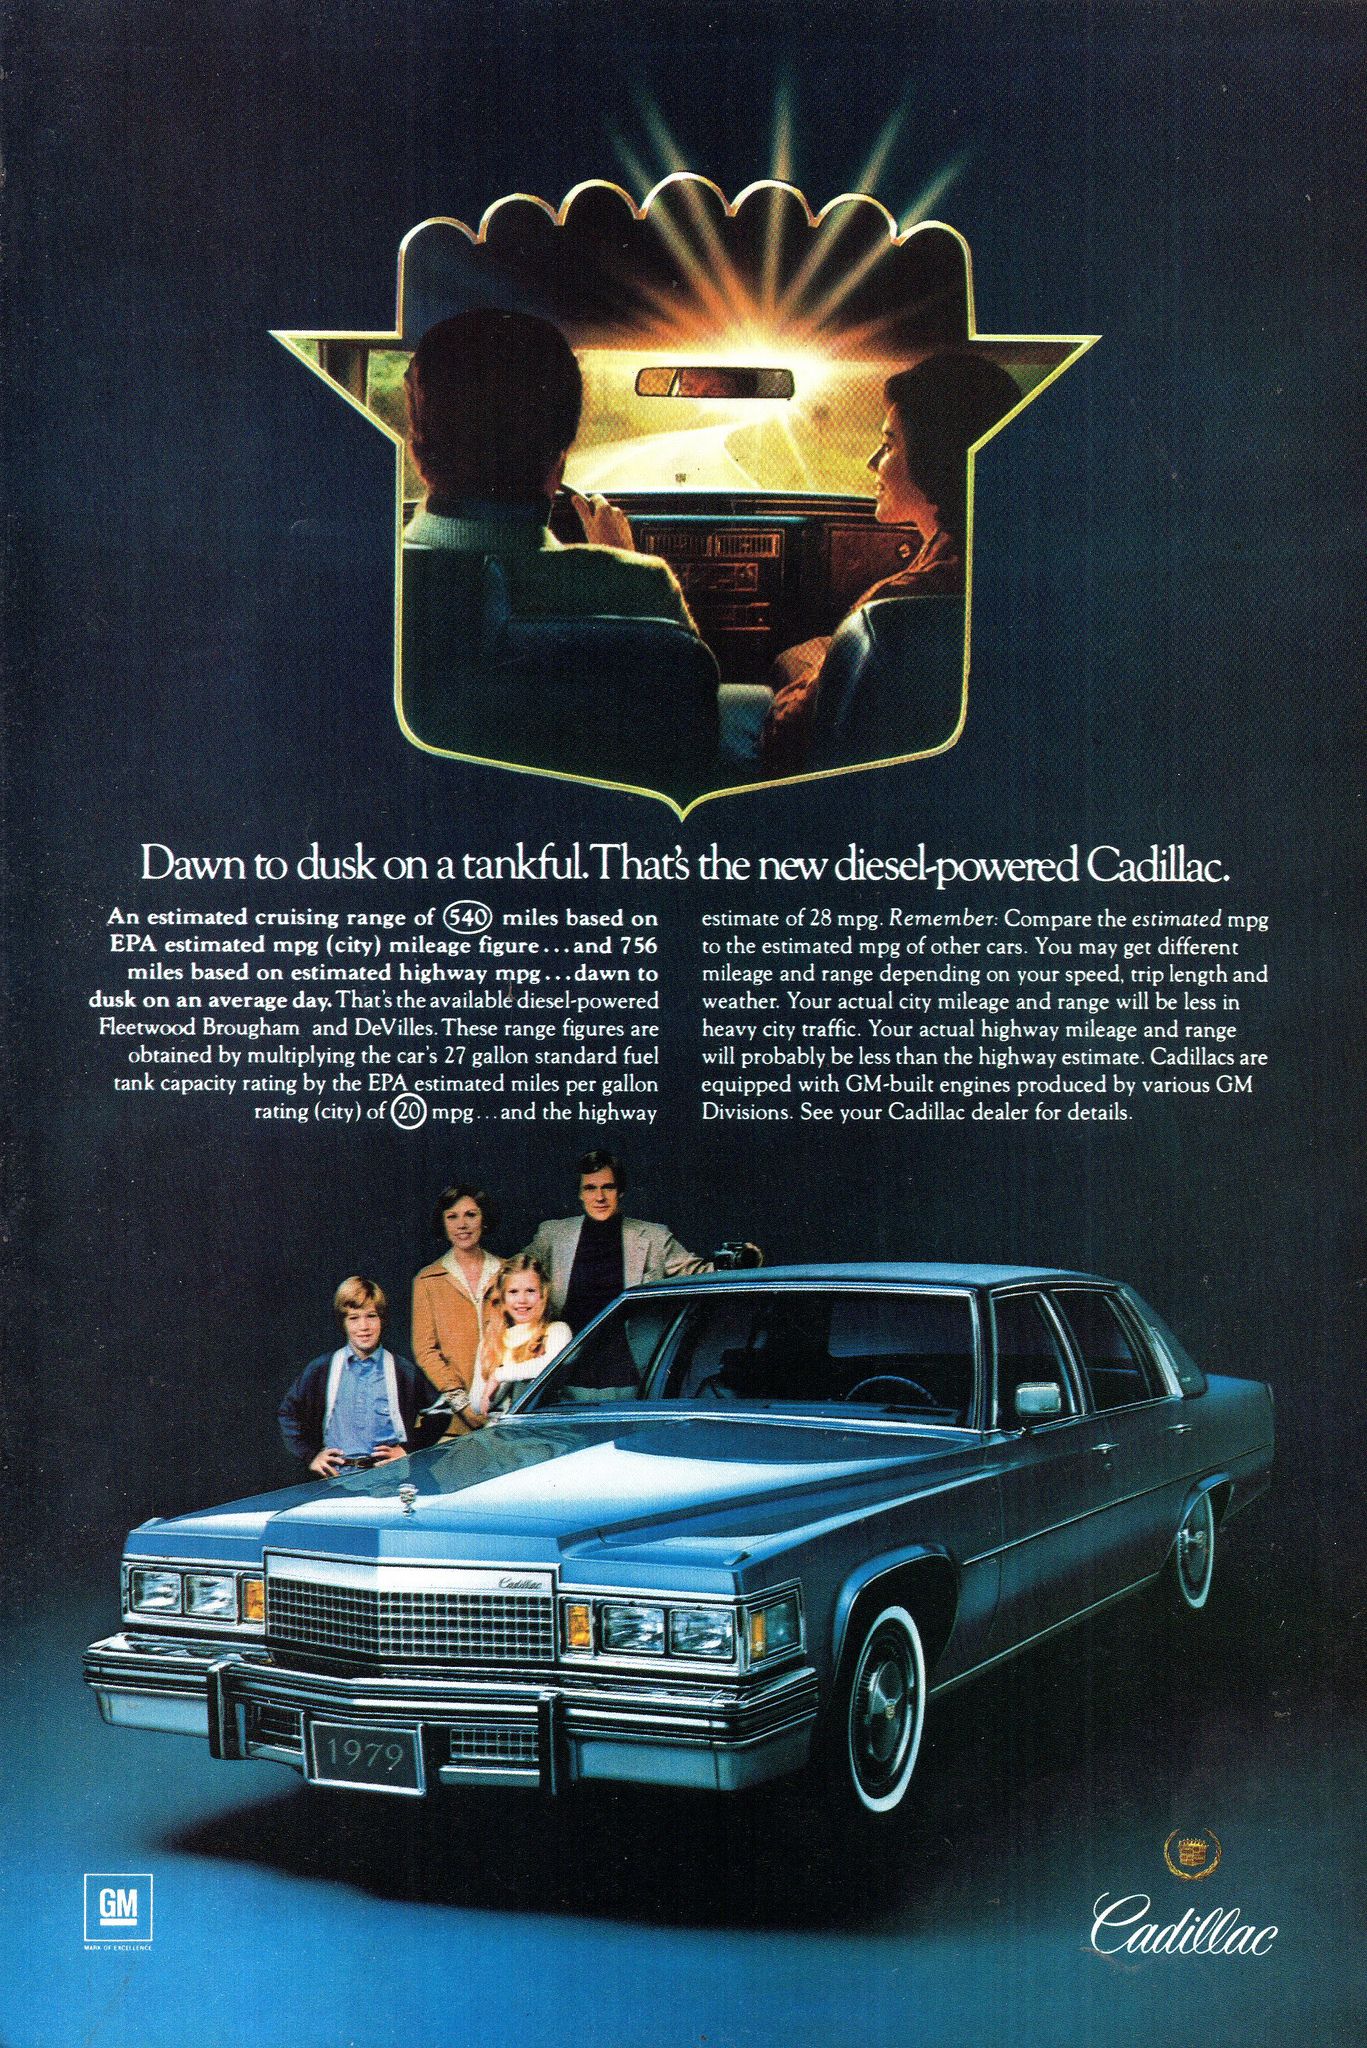 Dawn to dusk on a tankful. That's the new diesel-powered Cadillac.
An estimated cruising range of 540 miles based on
EPA estimated mpg (city) mileage figure...and 756
miles based on estimated highway mpg...dawn to
dusk on an average day. That's the available diesel-powered
Fleetwood Brougham and DeVilles. These range figures are
obtained by multiplying the car's 27 gallon standard fuel
tank capacity rating by the EPA estimated miles per gallon
rating (city) of 20 mpg...and the highway
estimate of 28 mpg. Remember: Compare the estimated mpg
to the estimated mpg of other cars. You may get different
mileage and range depending on your speed, trip length and
weather. Your actual city mileage and range will be less in
heavy city traffic. Your actual highway mileage and range
will probably be less than the highway estimate. Cadillacs are
equipped with GM-built engines produced by various GM
Divisions. See your Cadillac dealer for details.
Cadillac
1979
GM
MARK OF EXCELLENCE
Cadillac